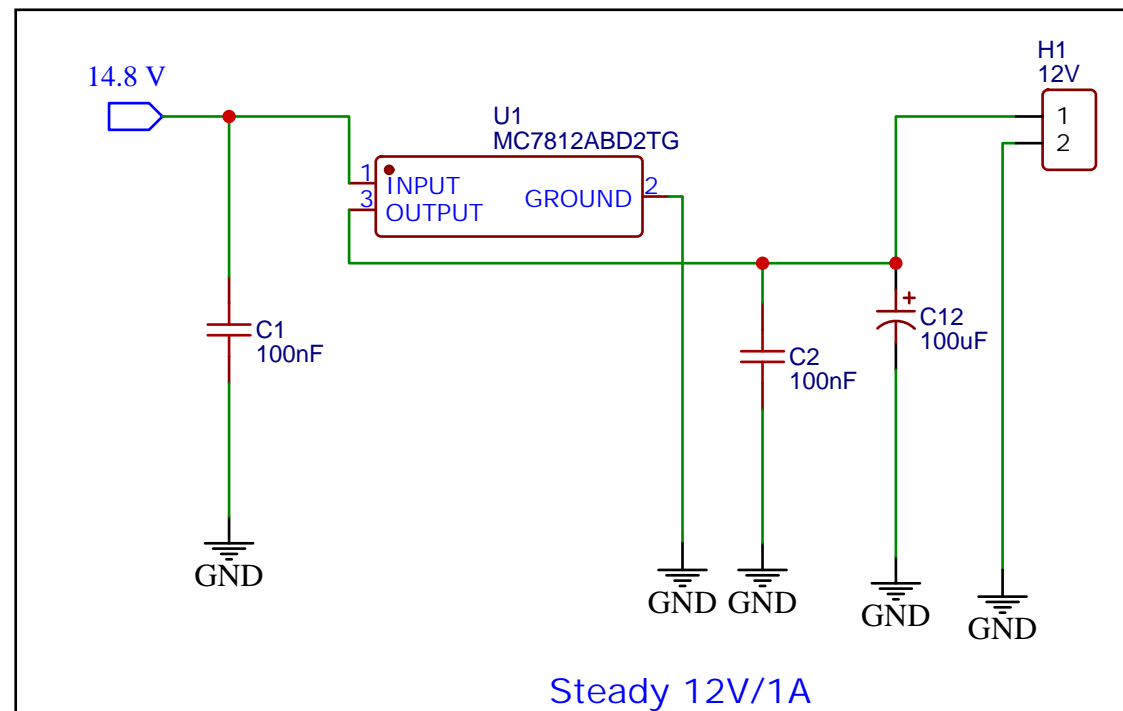 14.8 V
H1
12V
1
2
U1
MC7812ABD2TG
1
INPUT
3
OUTPUT
GROUND
2
C1
100nF
C2
100nF
+
C12
100uF
GND
GND
GND
GND
GND
Steady 12V/1A